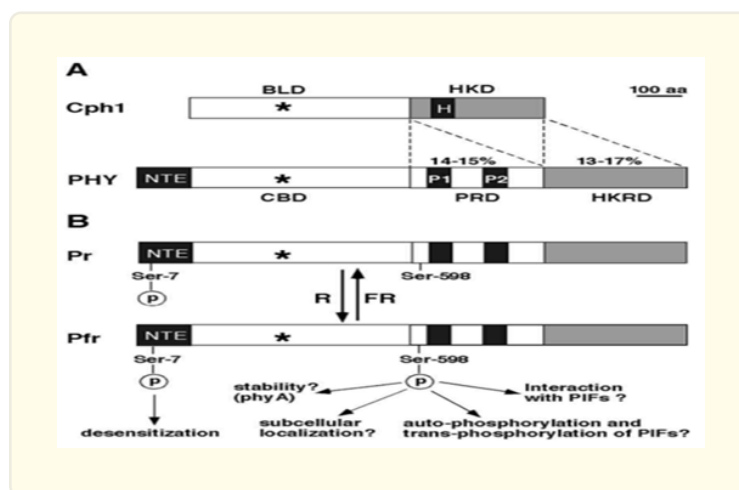 A
BLD HKD 100 aa
Cph1 * H
14-15% 13-17%
PHY NTE * P1 P2
CBD PRD HKRD
B
Pr NTE *
Ser-7 Ser-598
P
R FR
Pfr NTE *
Ser-7 Ser-598
P P
stability? Interaction
(phy A) with PIFs ?
subcellular auto-phosphorylation and
desensitization localization? trans-phosphorylation of PIFs?